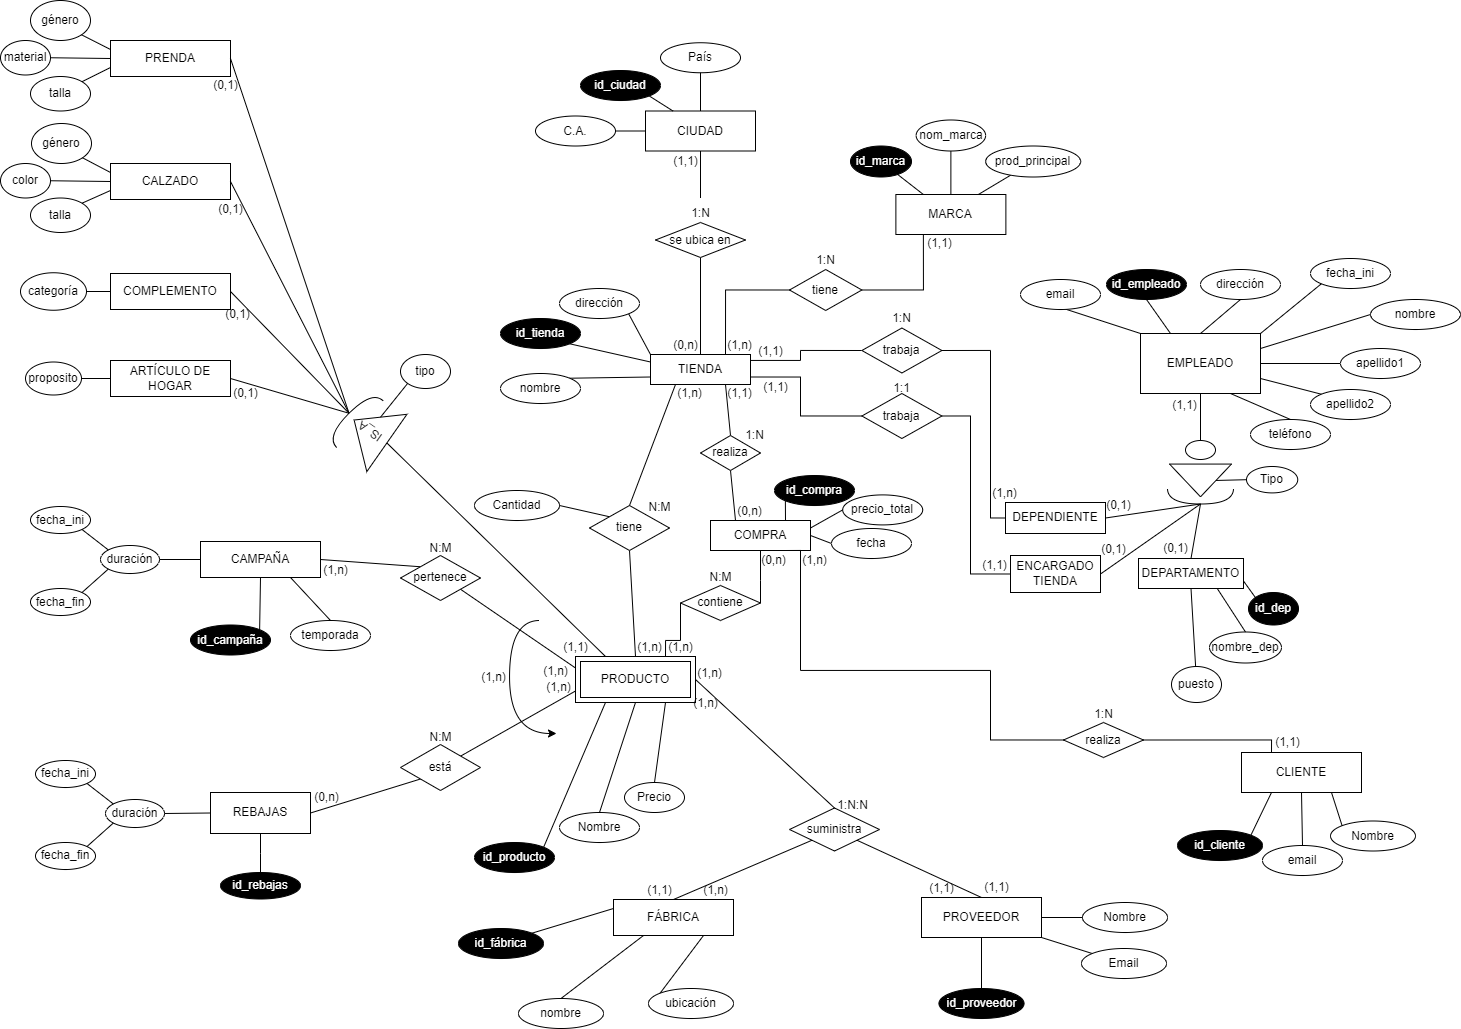 género
material
PRENDA
talla
(0,1)
género
color
CALZADO
talla
(0,1)
categoría
COMPLEMENTO
(0,1)
proposito
ARTÍCULO DE
HOGAR
(0,1)
tipo
IS_A
País
id_ciudad
C.A.
CIUDAD
(1,1)
1:N
se ubica en
nom_marca
id_marca
prod_principal
MARCA
(1,1)
1:N
tiene
dirección
id_tienda
nombre
(0,n)
(1,n)
TIENDA
(1,1)
(1,1)
(1,n)
(1,1)
1:N
trabaja
1:1
trabaja
email
id_empleado
dirección
fecha_ini
nombre
EMPLEADO
apellido1
apellido2
teléfono
(1,1)
Tipo
(1,n)
DEPENDIENTE
(0,1)
(1,1)
ENCARGADO
TIENDA
(0,1)
(0,1)
DEPARTAMENTO
id_dep
nombre_dep
puesto
1:N
realiza
Cantidad
N:M
tiene
id_compra
precio_total
fecha
(0,n)
COMPRA
(0,n)
(1,n)
N:M
contiene
fecha_ini
duración
fecha_fin
CAMPAÑA
(1,n)
id_campaña
temporada
N:M
pertenece
(1,1)
(1,n)
(1,n)
(1,n)
(1,n)
(1,n)
PRODUCTO
(1,n)
(1,n)
N:M
está
fecha_ini
duración
fecha_fin
REBAJAS
(0,n)
id_rebajas
Precio
Nombre
id_producto
1:N
realiza
(1,1)
CLIENTE
id_cliente
email
Nombre
1:N:N
suministra
(1,1)
(1,n)
FÁBRICA
id_fábrica
nombre
ubicación
(1,1)
(1,1)
PROVEEDOR
Nombre
Email
id_proveedor